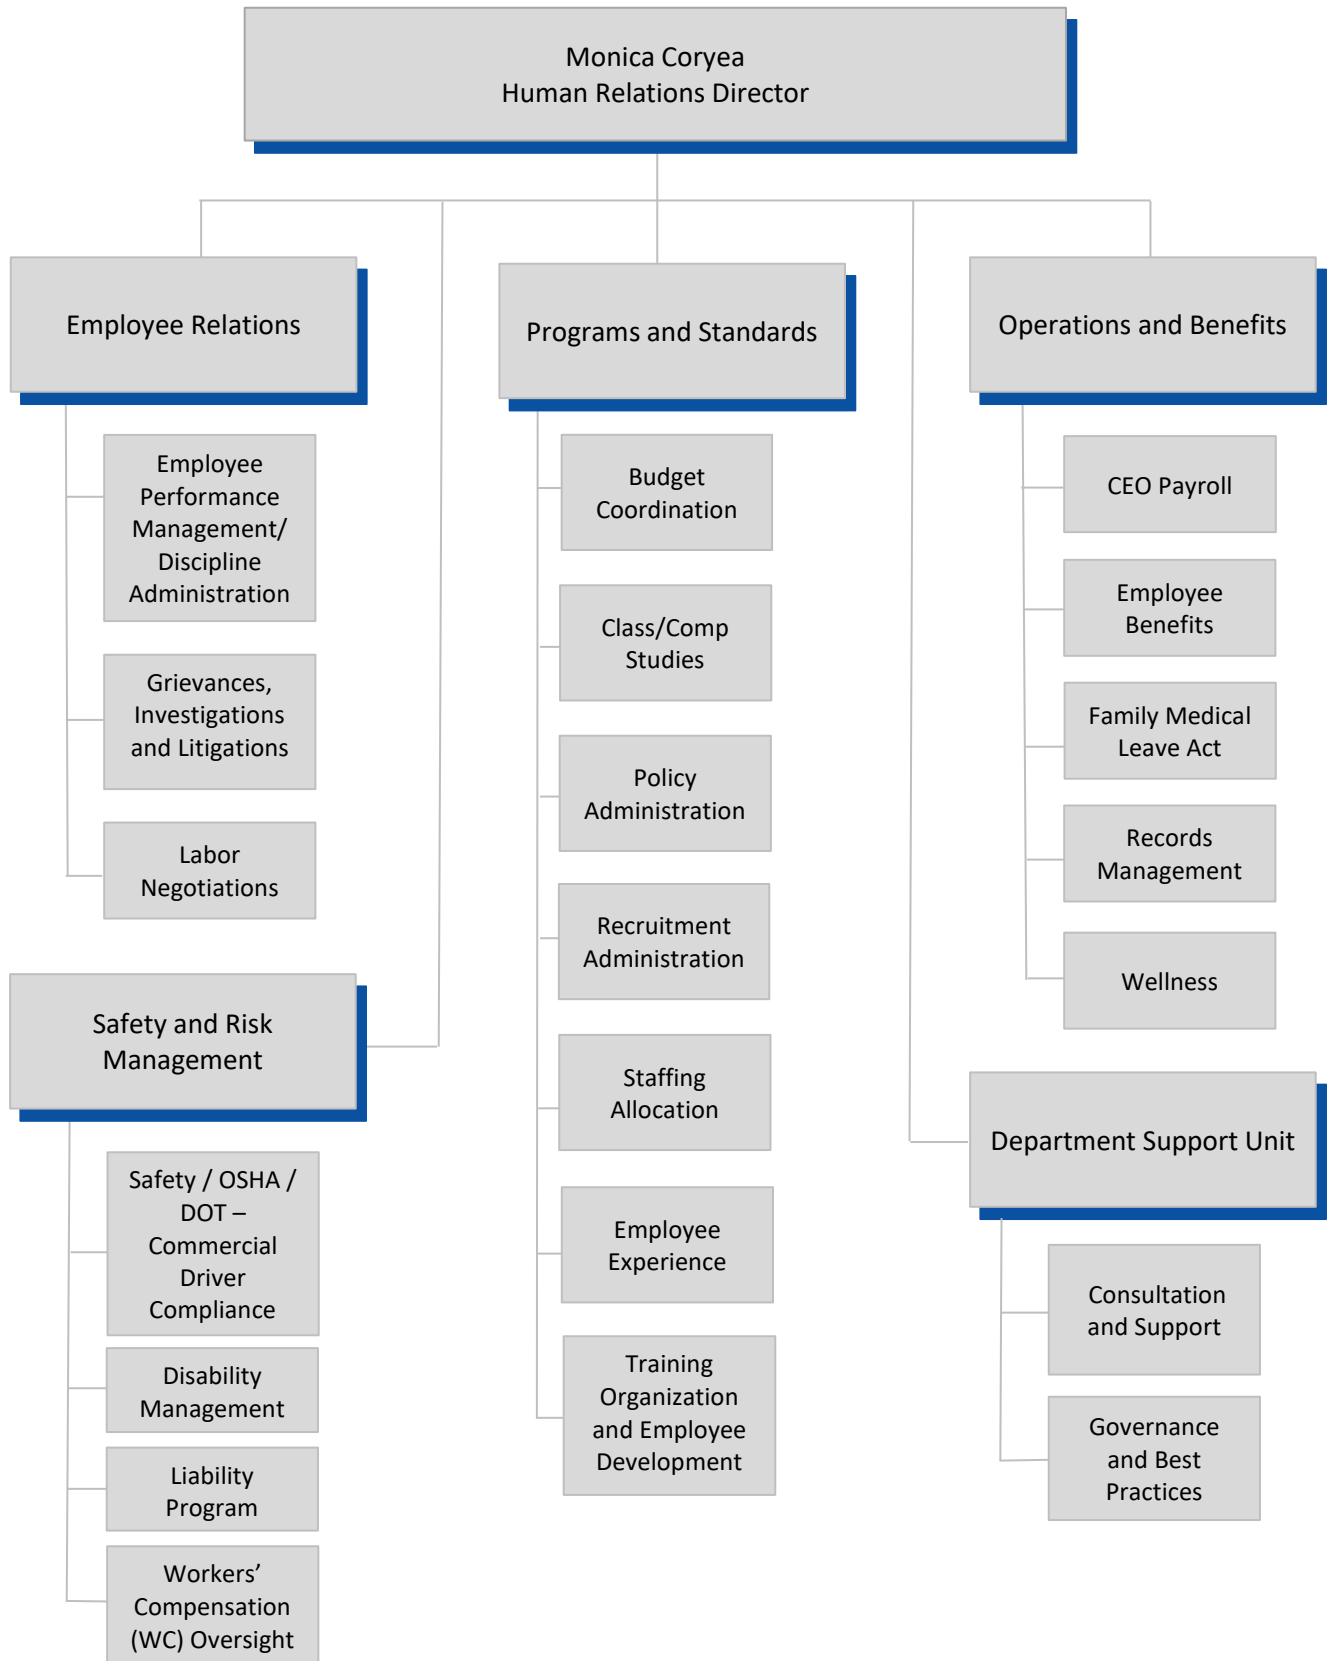 Monica Coryea
Human Relations Director
Employee Relations
Employee
Performance
Management/
Discipline
Administration
Grievances,
Investigations
and Litigations
Labor
Negotiations
Safety and Risk
Management
Safety / OSHA /
DOT –
Commercial
Driver
Compliance
Disability
Management
Liability
Program
Workers’
Compensation
(WC) Oversight
Programs and Standards
Budget
Coordination
Class/Comp
Studies
Policy
Administration
Recruitment
Administration
Staffing
Allocation
Employee
Experience
Training
Organization
and Employee
Development
Operations and Benefits
CEO Payroll
Employee
Benefits
Family Medical
Leave Act
Records
Management
Wellness
Department Support Unit
Consultation
and Support
Governance
and Best
Practices